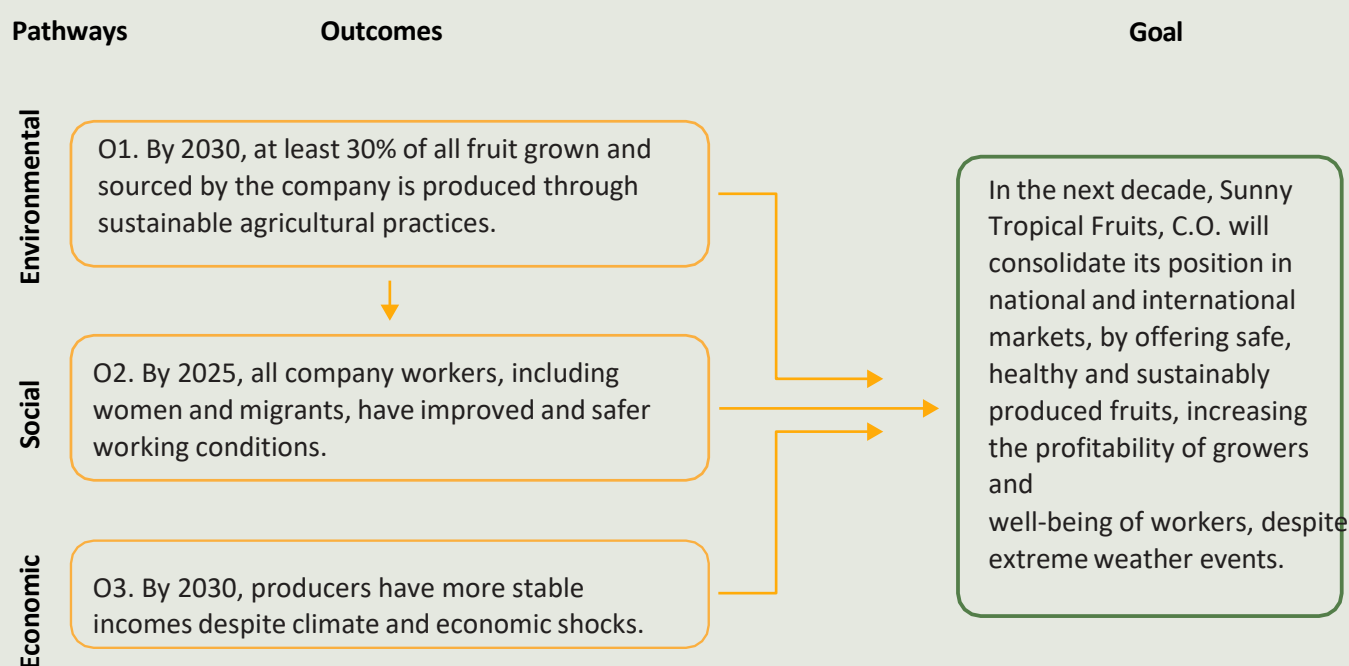 Pathways Outcomes Goal
Environmental
O1. By 2030, at least 30% of all fruit grown and
sourced by the company is produced through
sustainable agricultural practices.
Social
O2. By 2025, all company workers, including
women and migrants, have improved and safer
working conditions.
Economic
O3. By 2030, producers have more stable
incomes despite climate and economic shocks.
In the next decade, Sunny
Tropical Fruits, C.O. will
consolidate its position in
national and international
markets, by offering safe,
healthy and sustainably
produced fruits, increasing
the profitability of growers
and
well-being of workers, despite
extreme weather events.